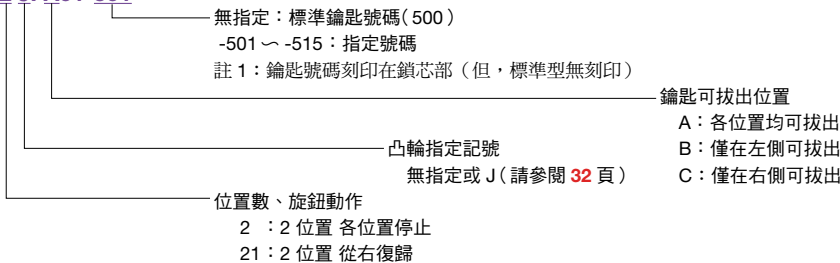 無指定：標準鑰匙號碼（500）
-501～-515：指定號碼
註 1：鑰匙號碼刻印在鎖芯部（但，標準型無刻印）
鑰匙可拔出位置
A：各位置均可拔出
B：僅在左側可拔出
C：僅在右側可拔出
凸輪指定記號
無指定或 J（請參閱 32 頁）
位置數、旋鈕動作
2 ：2 位置 各位置停止
21：2 位置 從右復歸